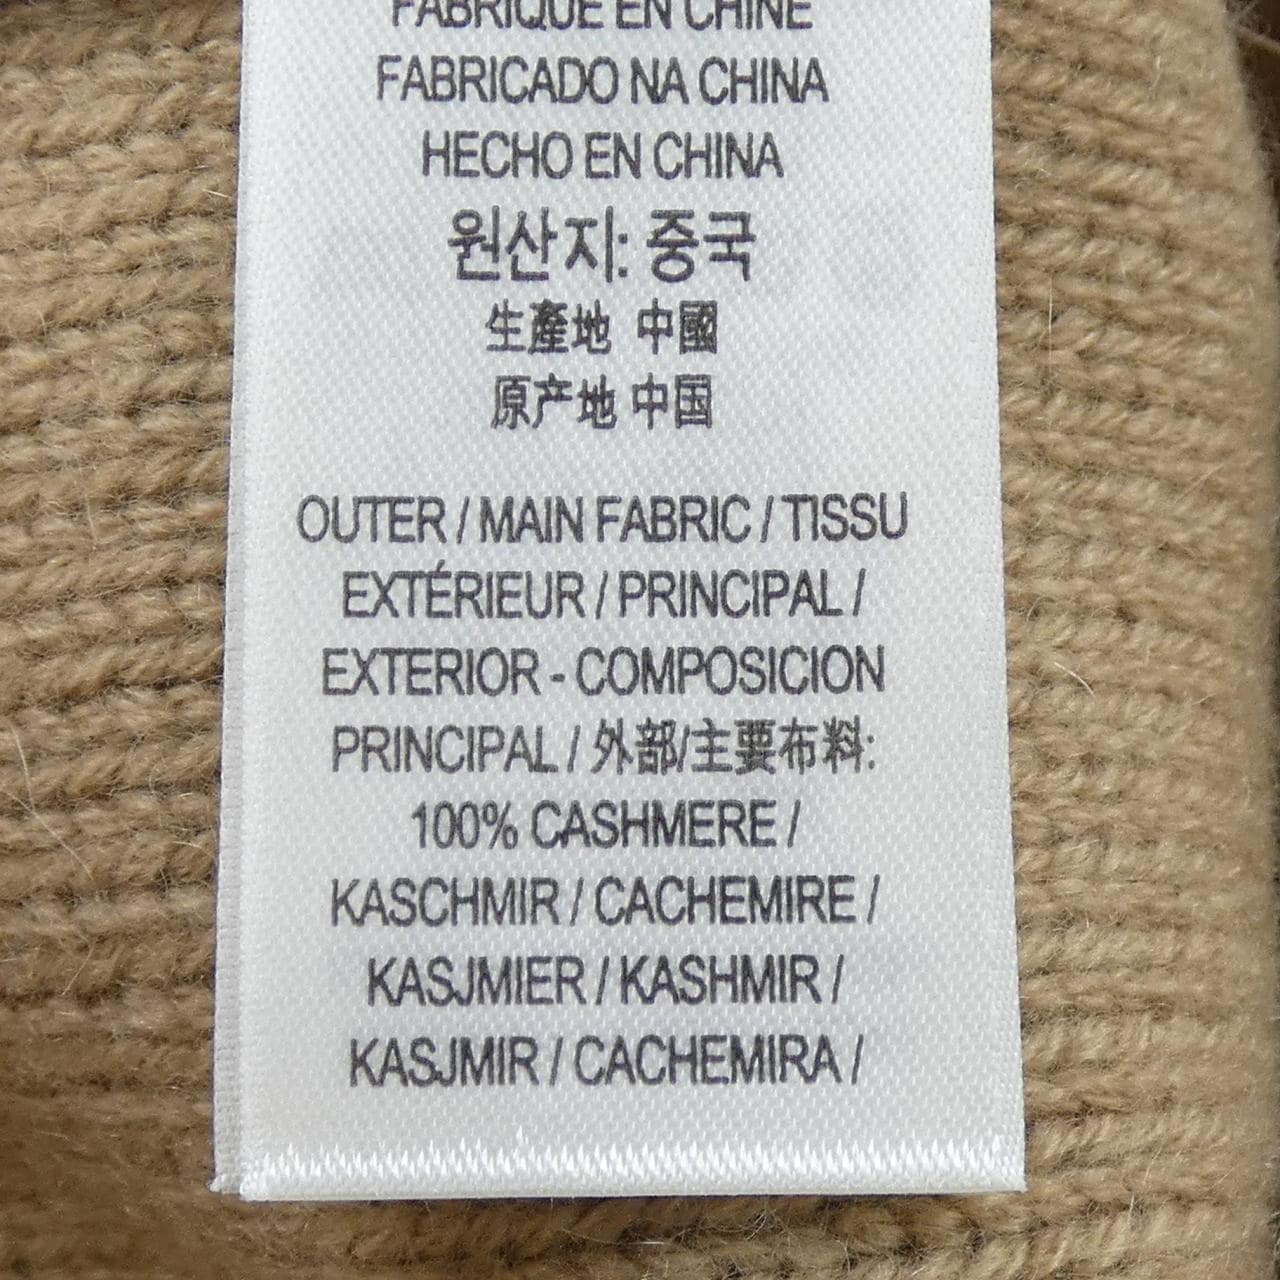 FABRIQUÉ EN CHINE
FABRICADO NA CHINA
HECHO EN CHINA
원산지: 중국
生產地 中國
原产地 中国
OUTER / MAIN FABRIC / TISSU
EXTÉRIEUR / PRINCIPAL /
EXTERIOR - COMPOSICION
PRINCIPAL / 外部/主要布料:
100% CASHMERE /
KASCHMIR / CACHEMIRE /
KASJMIER / KASHMIR /
KASJMIR / CACHEMIRA /